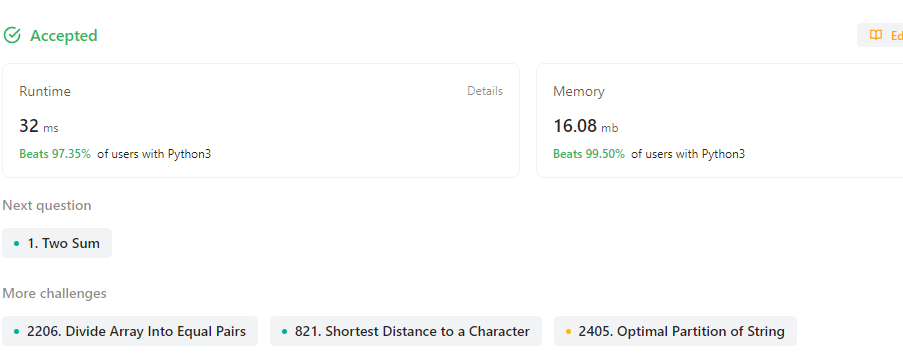 Accepted
Ed
Runtime
Details
32 ms
Beats 97.35% of users with Python3
Memory
16.08 mb
Beats 99.50% of users with Python3
Next question
1. Two Sum
More challenges
2206. Divide Array Into Equal Pairs
821. Shortest Distance to a Character
2405. Optimal Partition of String